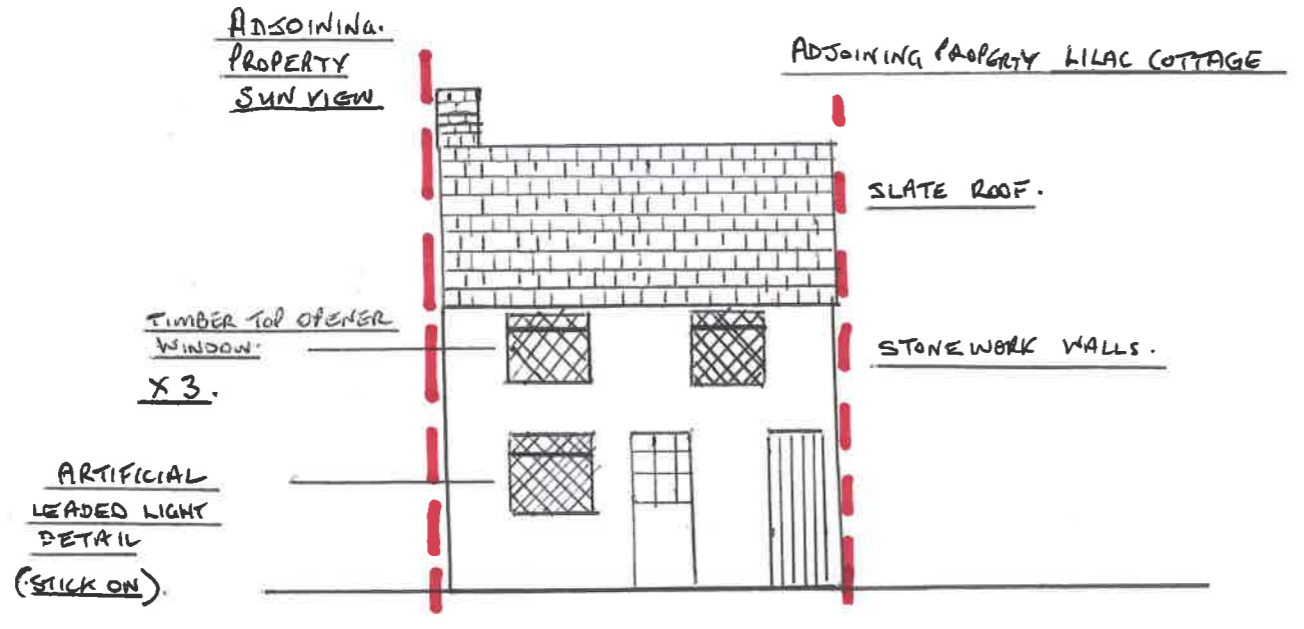 ADJOINING.
PROPERTY
SUN VIEW
ADJOINING PROPERTY LILAC COTTAGE
SLATE ROOF.
TIMBER TOP OPENER
WINDOW.
X 3.
STONEWORK WALLS.
ARTIFICIAL
LEADED LIGHT
DETAIL
(STICK ON).